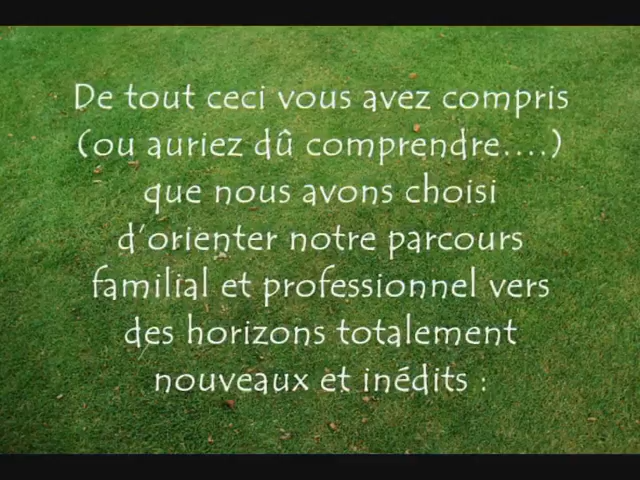 De tout ceci vous avez compris
(ou auriez dû comprendre....)
que nous avons choisi
d'orienter notre parcours
familial et professionnel vers
des horizons totalement
nouveaux et inédits :